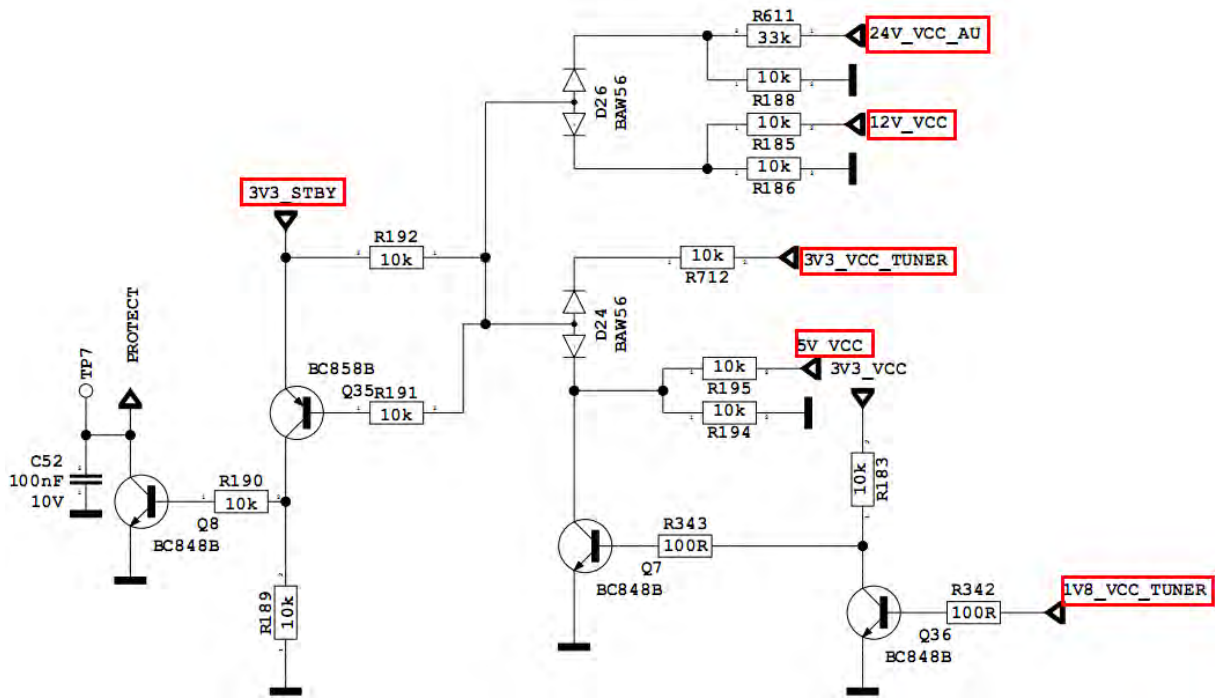 R611
33k
24V_VCC_AU
D26
BAW56
10k
R188
10k
12V_VCC
R185
10k
R186
3V3_STBY
R192
10k
10k
3V3_VCC_TUNER
R712
D24
BAW56
TP7
PROTECT
BC858B
Q35
R191
10k
5V_VCC
10k
3V3_VCC
R195
10k
R194
C52
100nF
10V
R190
10k
Q8
BC848B
R183
10k
R343
100R
Q7
BC848B
R189
10k
R342
100R
1V8_VCC_TUNER
Q36
BC848B